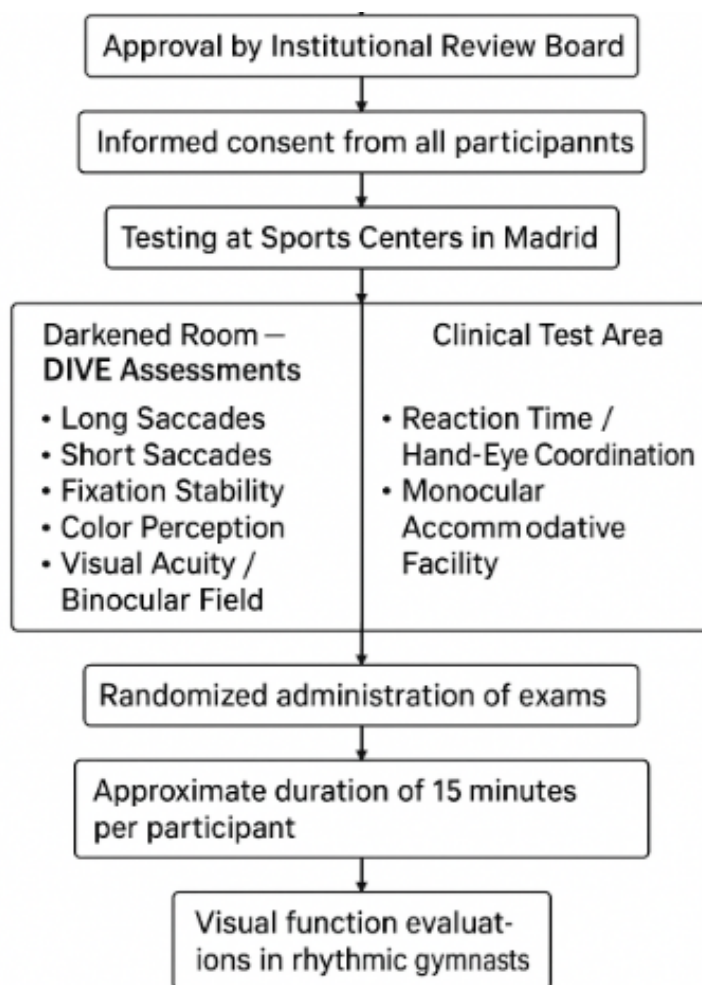 Approval by Institutional Review Board
Informed consent from all participannts
Testing at Sports Centers in Madrid
Darkened Room —
DIVE Assessments
• Long Saccades
• Short Saccades
• Fixation Stability
• Color Perception
• Visual Acuity /
Binocular Field
Clinical Test Area
• Reaction Time /
Hand-Eye Coordination
• Monocular
Accommodative
Facility
Randomized administration of exams
Approximate duration of 15 minutes
per participant
Visual function evaluat-
ions in rhythmic gymnasts